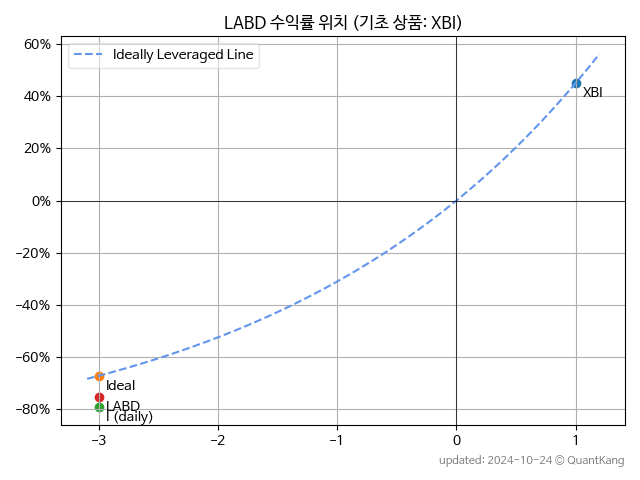 LABD 수익률 위치 (기초 상품: XBI)
Ideally Leveraged Line
60%
40%
20%
0%
−20%
−40%
−60%
−80%
XBI
Ideal
LABD
(daily)
−3
−2
−1
0
1
updated: 2024-10-24 © QuantKang